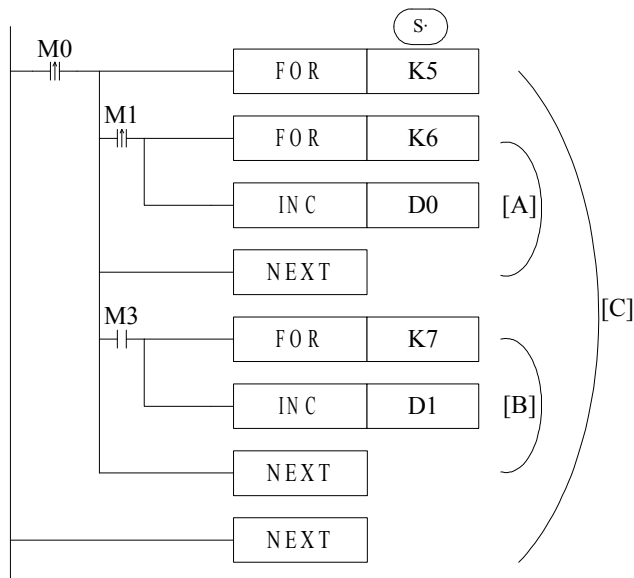 S·
M0
FOR K5
M1
FOR K6
INC D0 [A]
NEXT
[C]
M3
FOR K7
INC D1 [B]
NEXT
NEXT